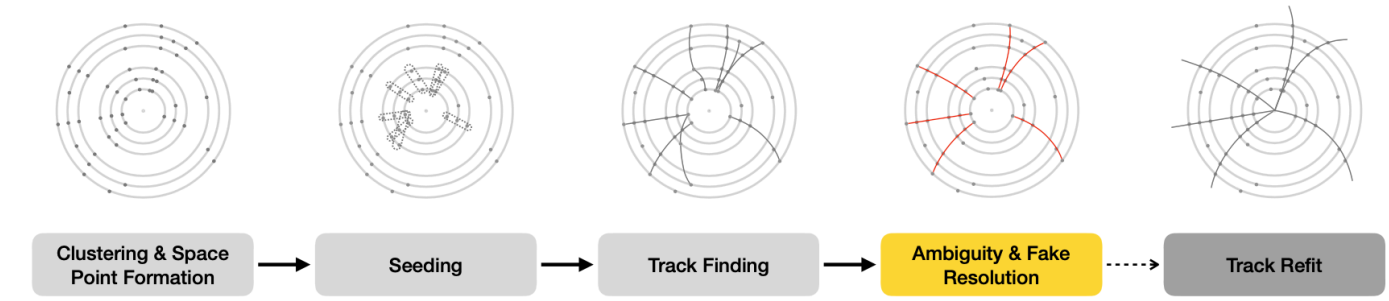 Clustering & Space
Point Formation
Seeding
Track Finding
Ambiguity & Fake
Resolution
Track Refit